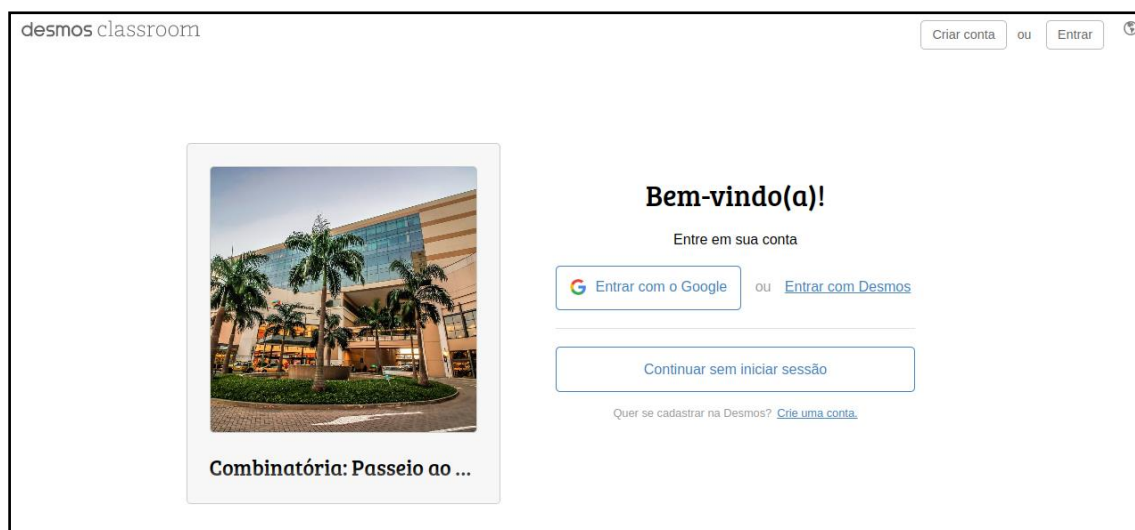 desmos classroom
Criar conta ou Entrar
Bem-vindo(a)!
Entre em sua conta
Entrar com o Google ou Entrar com Desmos
Continuar sem iniciar sessão
Quer se cadastrar na Desmos? Crie uma conta.
Combinatória: Passeio ao ...